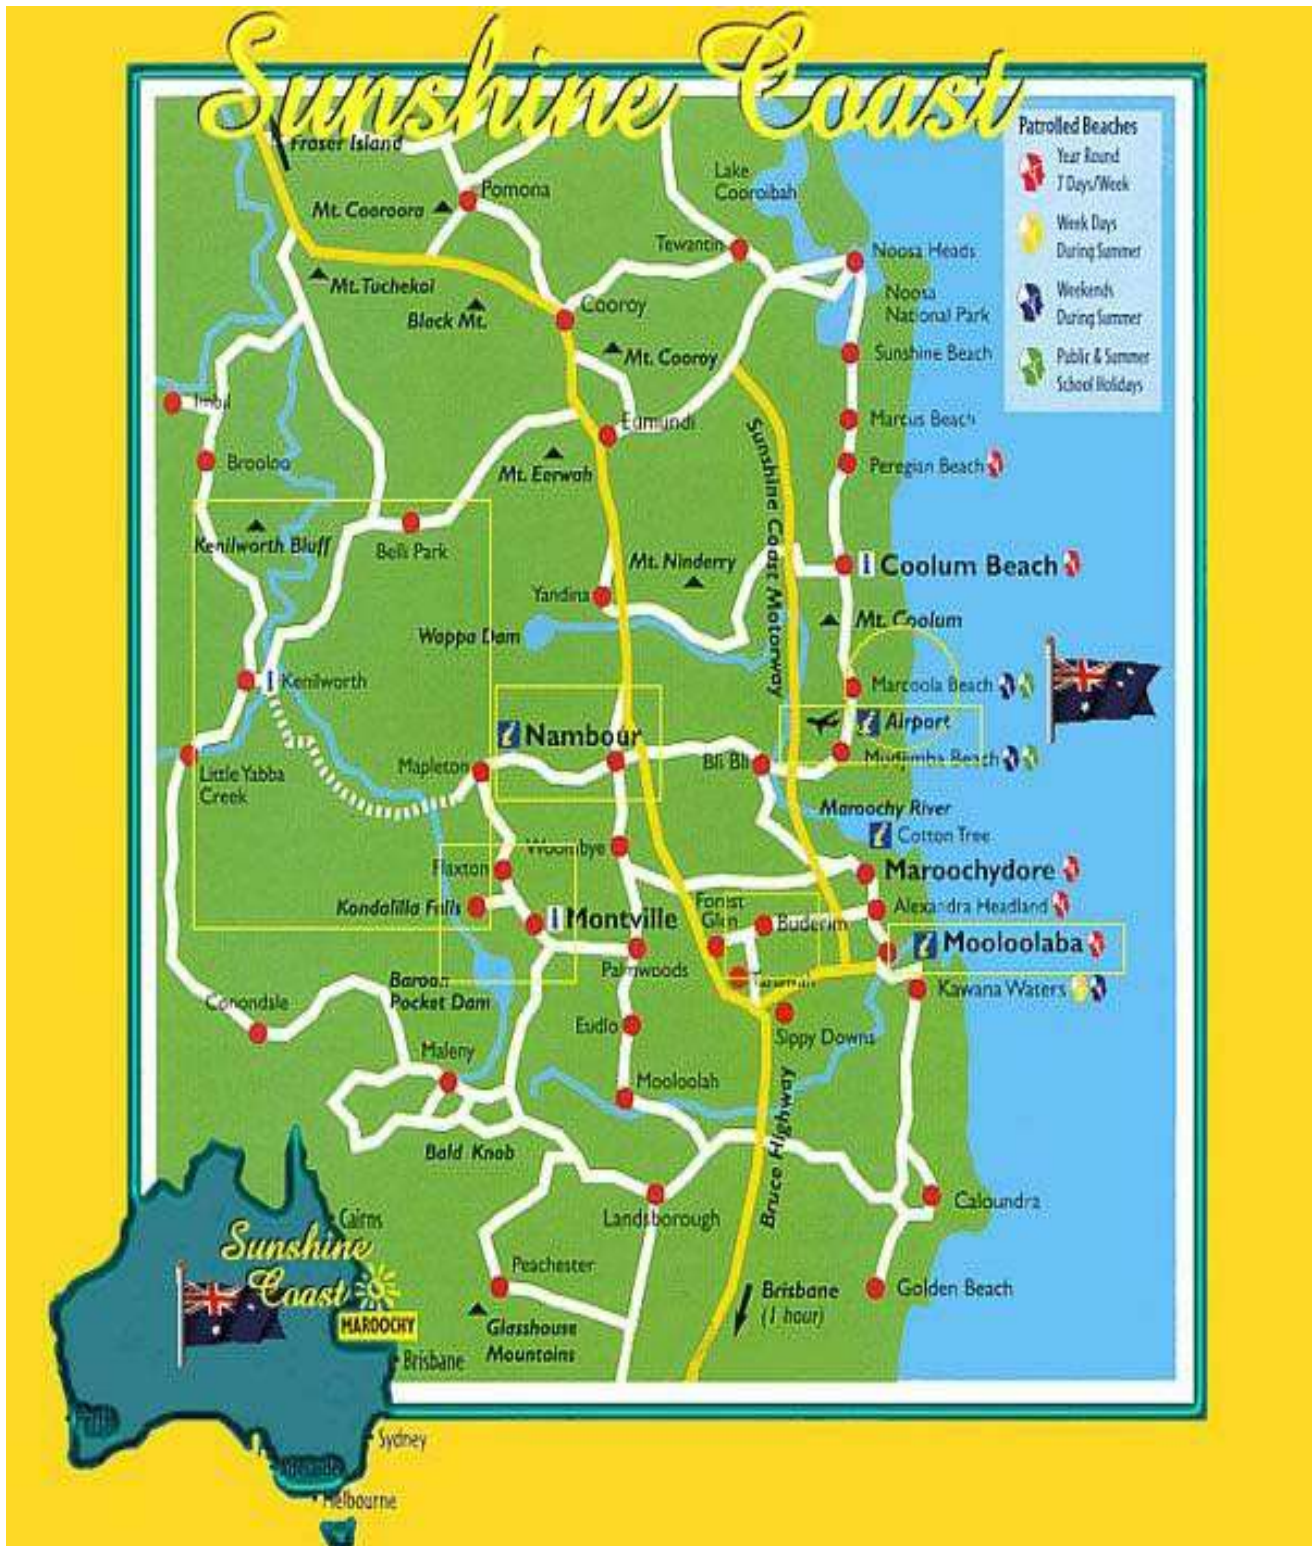 Sunshine Coast
Patrolled Beaches
Year Round
7 Days/Week
Week Days
During Summer
Weekends
During Summer
Public & Summer
School Holidays
Fraser Island
Pomona
Mt. Cooroora
Lake
Cooroibah
Tewantin
Noosa Heads
Mt. Tuchekoi
Noosa
National Park
Black Mt.
Cooroy
Mt. Cooroy
Sunshine Beach
Imbil
Eumundi
Marcus Beach
Brooloo
Mt. Eerwah
Peregian Beach
Sunshine Coast Motorway
Kenilworth Bluff
Belli Park
Mt. Ninderry
i Coolum Beach
Yandina
Wappa Dam
Mt. Coolum
i Kenilworth
Marcoola Beach
i Airport
i Nambour
Mudjimba Beach
Mapleton
Bli Bli
Little Yabba
Creek
Maroochy River
i Cotton Tree
Woombye
Flaxton
Maroochydore
Kondalilla Falls
i Montville
Forest
Glen
Buderim
Alexandra Headland
i Mooloolaba
Palmwoods
Baroon
Pocket Dam
Kawana Waters
Conondale
Eudlo
Sippy Downs
Maleny
Mooloolah
Bald Knob
Bruce Highway
Landsborough
Caloundra
Peachester
Glasshouse
Mountains
Brisbane
(1 hour)
Golden Beach
Cairns
Sunshine
Coast
MAROOCHY
Brisbane
Perth
Sydney
Adelaide
Melbourne